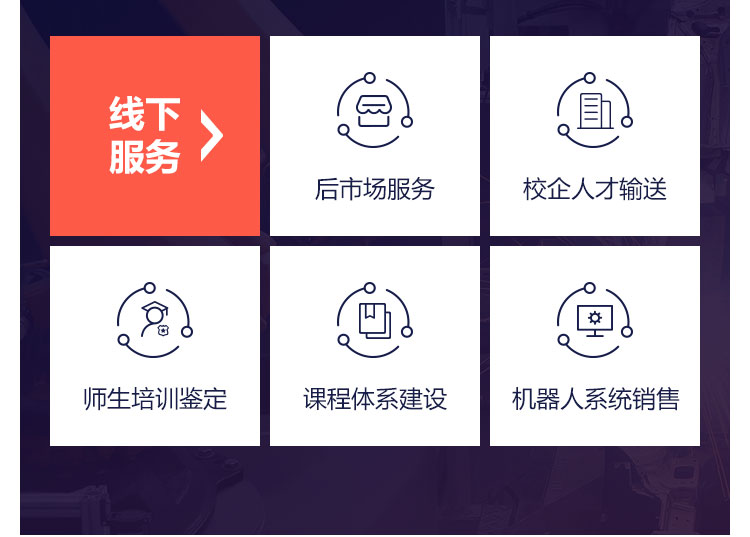 线下
服务
后市场服务
校企人才输送
师生培训鉴定
课程体系建设
机器人系统销售